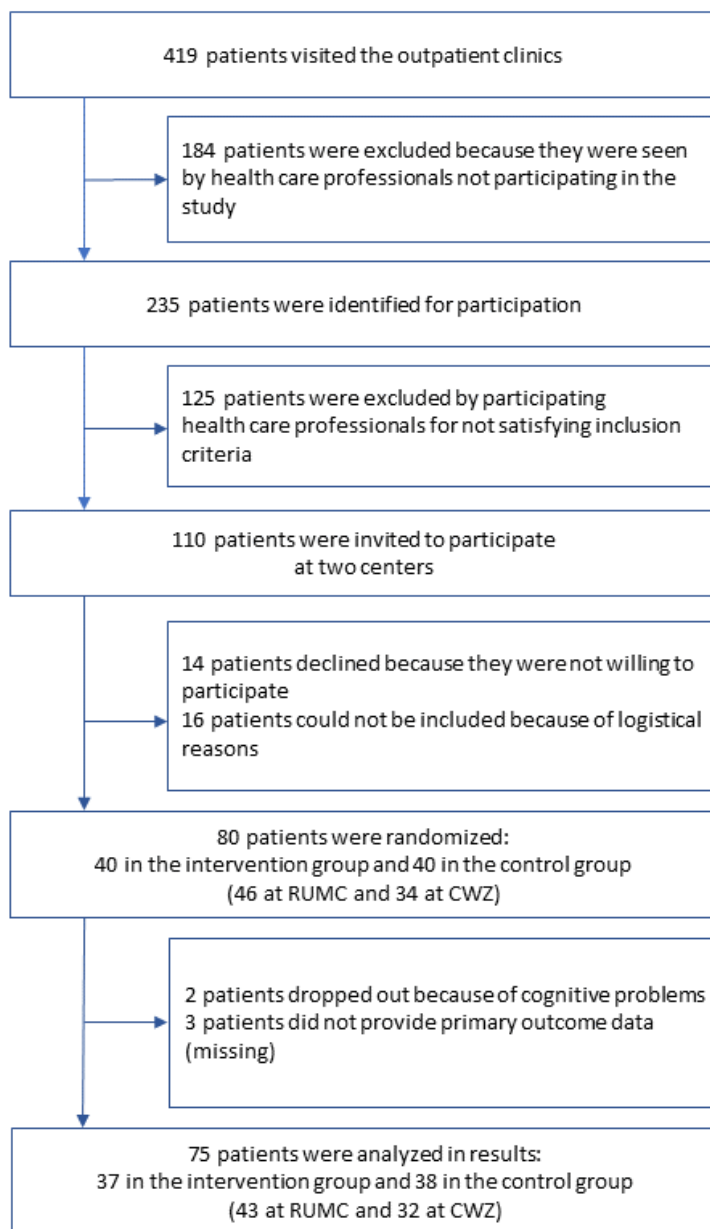 419 patients visited the outpatient clinics
184 patients were excluded because they were seen
by health care professionals not participating in the
study
235 patients were identified for participation
125 patients were excluded by participating
health care professionals for not satisfying inclusion
criteria
110 patients were invited to participate
at two centers
14 patients declined because they were not willing to
participate
16 patients could not be included because of logistical
reasons
80 patients were randomized:
40 in the intervention group and 40 in the control group
(46 at RUMC and 34 at CWZ)
2 patients dropped out because of cognitive problems
3 patients did not provide primary outcome data
(missing)
75 patients were analyzed in results:
37 in the intervention group and 38 in the control group
(43 at RUMC and 32 at CWZ)